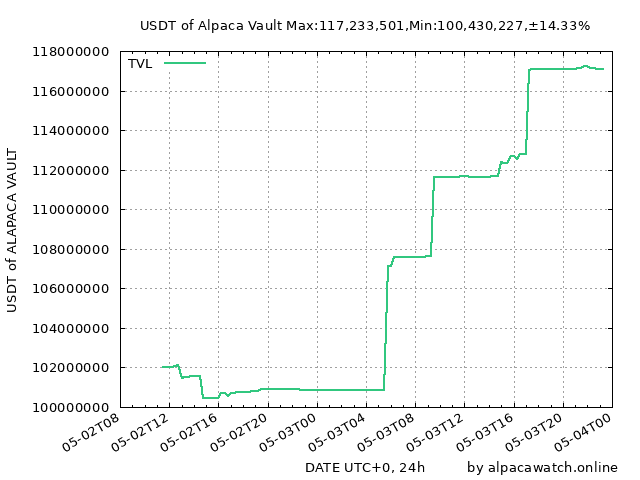 USDT of Alpaca Vault Max:117,233,501,Min:100,430,227,±14.33%
TVL
118000000
116000000
114000000
112000000
110000000
108000000
106000000
104000000
102000000
100000000
USDT of ALAPACA VAULT
05-02T08
05-02T12
05-02T16
05-02T20
05-03T00
05-03T04
05-03T08
05-03T12
05-03T16
05-03T20
05-04T00
DATE UTC+0, 24h
by alpacawatch.online